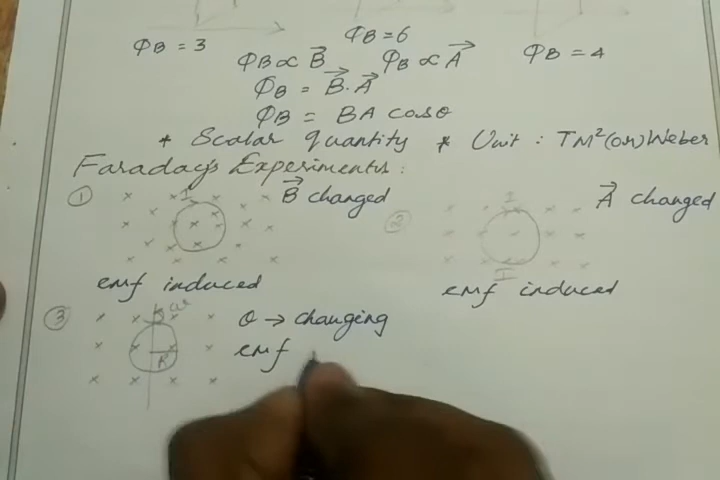 ΦB = 3
ΦB = 6
ΦB = 4
ΦB ∝ B⃗ ΦB ∝ A⃗
ΦB = B⃗.A⃗
ΦB = BA cosθ
* Scalar quantity * Unit : TM²(or) Weber
Faraday's Experiments :
① B⃗ changed
I
emf induced
② A⃗ changed
I
I
emf induced
③ θ → changing
emf